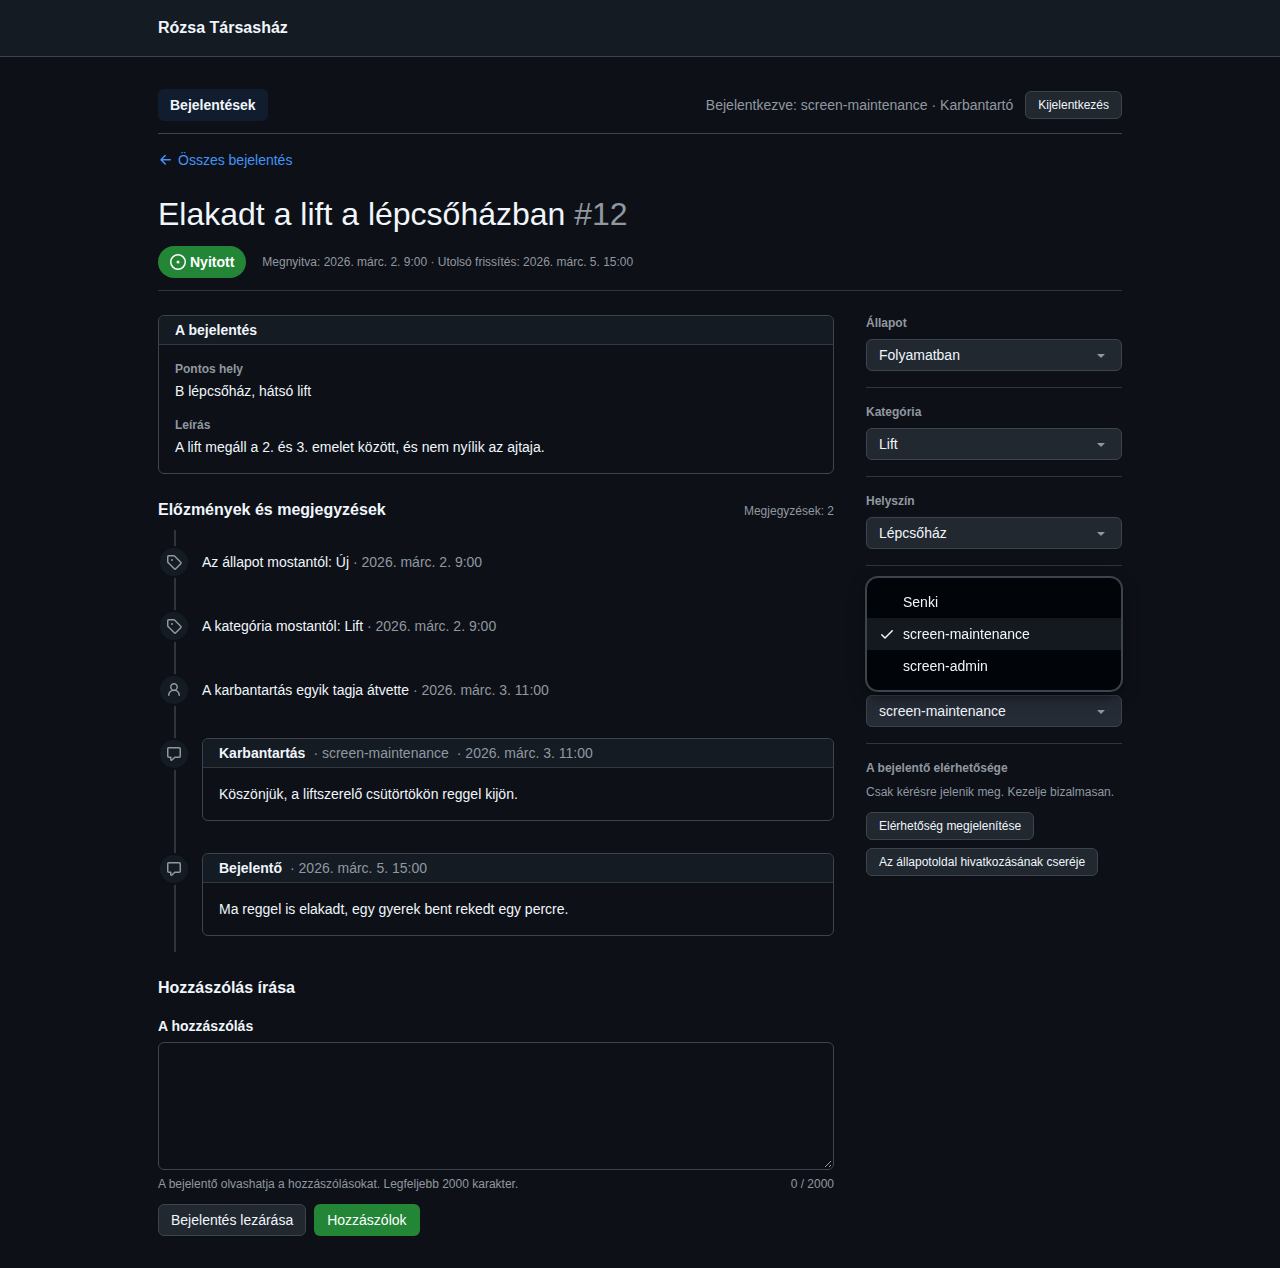 Rózsa Társasház
Bejelentések
Bejelentkezve: screen-maintenance · Karbantartó
Kijelentkezés
← Összes bejelentés
Elakadt a lift a lépcsőházban #12
Nyitott
Megnyitva: 2026. márc. 2. 9:00 · Utolsó frissítés: 2026. márc. 5. 15:00
A bejelentés
Pontos hely
B lépcsőház, hátsó lift
Leírás
A lift megáll a 2. és 3. emelet között, és nem nyílik az ajtaja.
Előzmények és megjegyzések
Megjegyzések: 2
Az állapot mostantól: Új · 2026. márc. 2. 9:00
A kategória mostantól: Lift · 2026. márc. 2. 9:00
A karbantartás egyik tagja átvette · 2026. márc. 3. 11:00
Karbantartás · screen-maintenance · 2026. márc. 3. 11:00
Köszönjük, a liftszerelő csütörtökön reggel kijön.
Bejelentő · 2026. márc. 5. 15:00
Ma reggel is elakadt, egy gyerek bent rekedt egy percre.
Hozzászólás írása
A hozzászólás
A bejelentő olvashatja a hozzászólásokat. Legfeljebb 2000 karakter.
0 / 2000
Bejelentés lezárása
Hozzászólok
Állapot
Folyamatban
Kategória
Lift
Helyszín
Lépcsőház
Senki
screen-maintenance
screen-admin
screen-maintenance
A bejelentő elérhetősége
Csak kérésre jelenik meg. Kezelje bizalmasan.
Elérhetőség megjelenítése
Az állapotoldal hivatkozásának cseréje